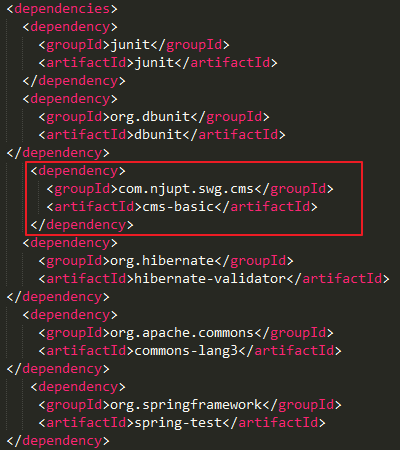 <dependencies>
<dependency>
<groupId>junit</groupId>
<artifactId>junit</artifactId>
</dependency>
<dependency>
<groupId>org.dbunit</groupId>
<artifactId>dbunit</artifactId>
</dependency>
<dependency>
<groupId>com.njupt.swg.cms</groupId>
<artifactId>cms-basic</artifactId>
</dependency>
<dependency>
<groupId>org.hibernate</groupId>
<artifactId>hibernate-validator</artifactId>
</dependency>
<dependency>
<groupId>org.apache.commons</groupId>
<artifactId>commons-lang3</artifactId>
</dependency>
<dependency>
<groupId>org.springframework</groupId>
<artifactId>spring-test</artifactId>
</dependency>